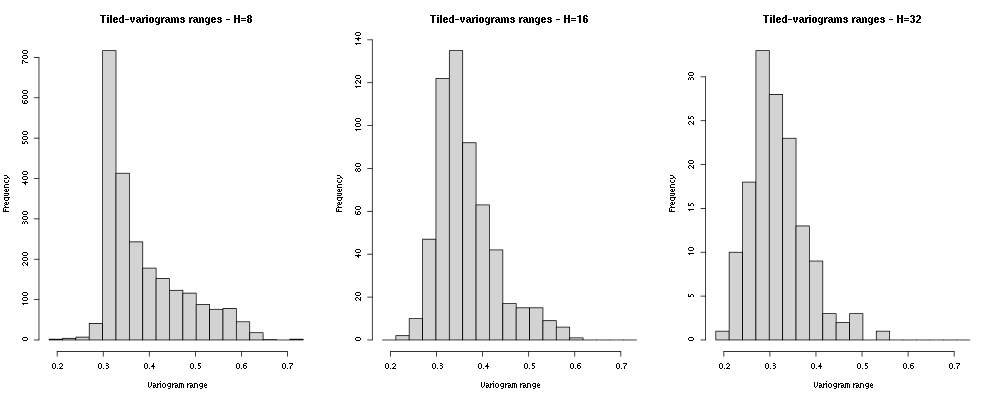 Tiled-variograms ranges - H=8
Frequency
700
600
500
400
300
200
100
0
0.2 0.3 0.4 0.5 0.6 0.7
Variogram range
Tiled-variograms ranges - H=16
Frequency
140
120
100
80
60
40
20
0
0.2 0.3 0.4 0.5 0.6 0.7
Variogram range
Tiled-variograms ranges - H=32
Frequency
30
25
20
15
10
5
0
0.2 0.3 0.4 0.5 0.6 0.7
Variogram range